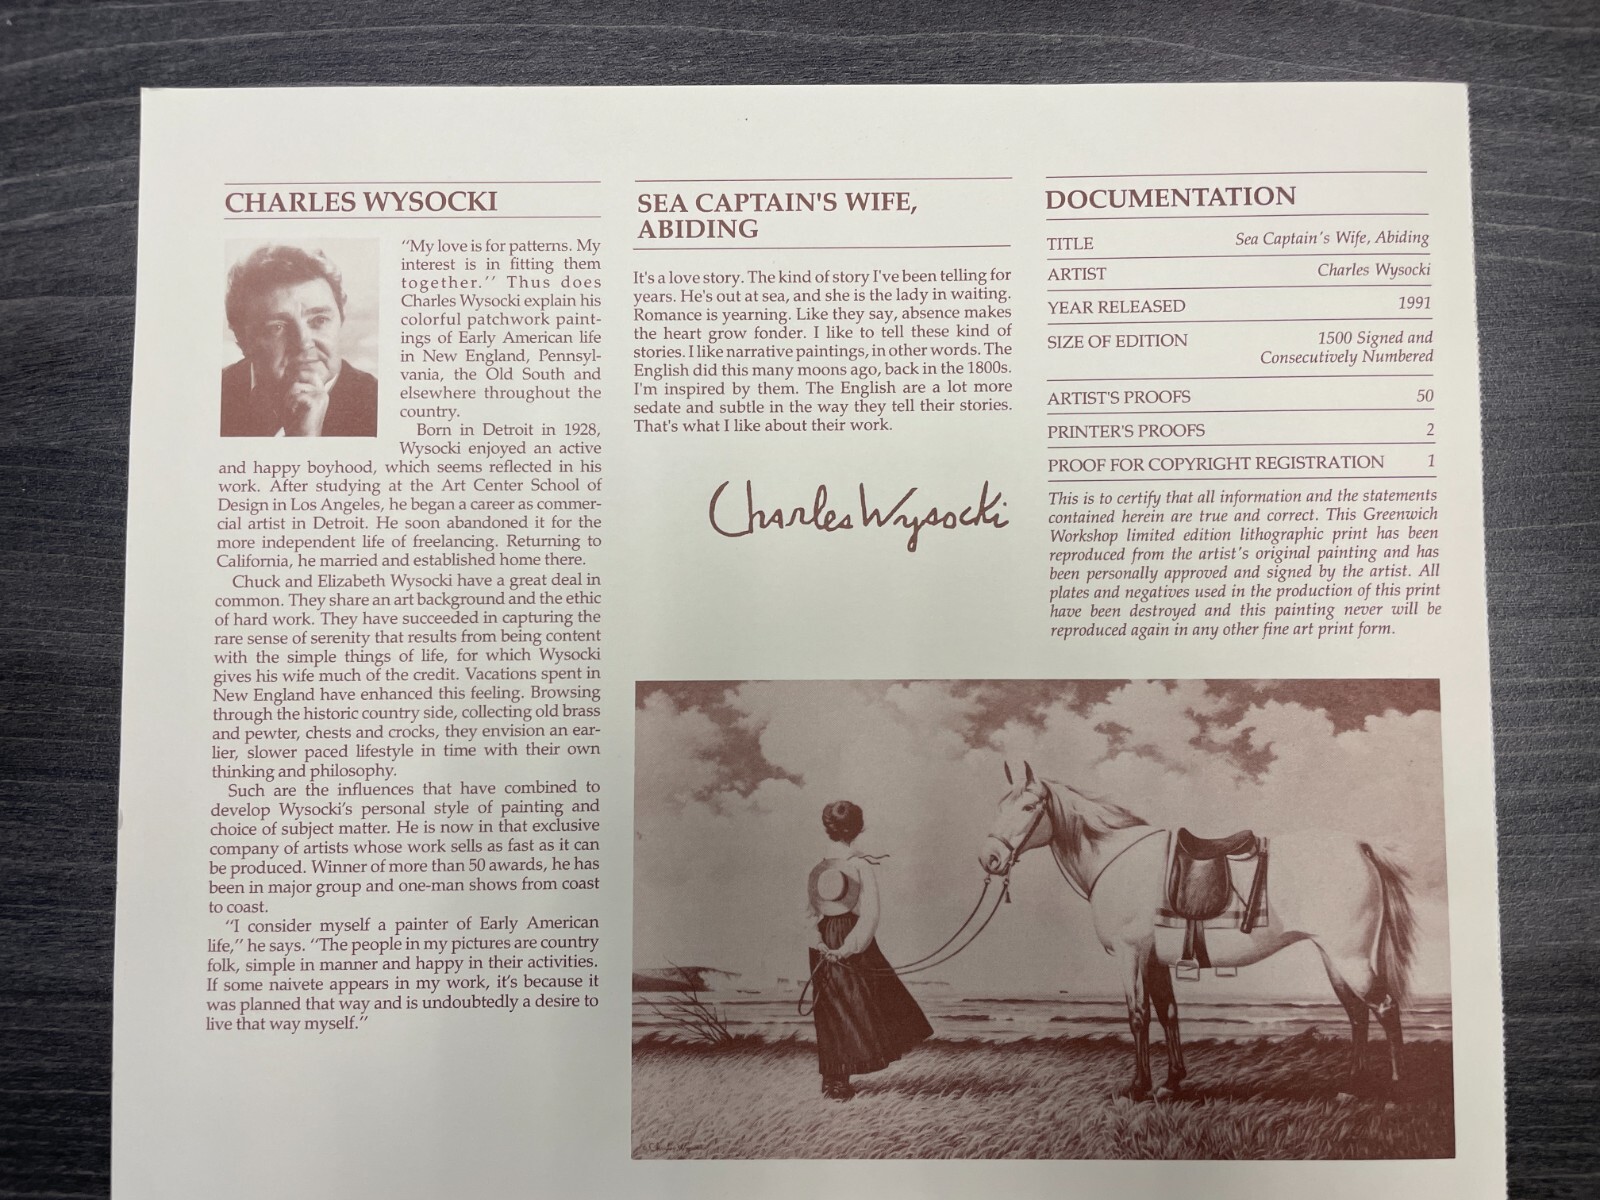 CHARLES WYSOCKI
"My love is for patterns. My
interest is in fitting them
together." Thus does
Charles Wysocki explain his
colorful patchwork paint-
ings of Early American life
in New England, Pennsyl-
vania, the Old South and
elsewhere throughout the
country.
Born in Detroit in 1928,
Wysocki enjoyed an active
and happy boyhood, which seems reflected in his
work. After studying at the Art Center School of
Design in Los Angeles, he began a career as commer-
cial artist in Detroit. He soon abandoned it for the
more independent life of freelancing. Returning to
California, he married and established home there.
Chuck and Elizabeth Wysocki have a great deal in
common. They share an art background and the ethic
of hard work. They have succeeded in capturing the
rare sense of serenity that results from being content
with the simple things of life, for which Wysocki
gives his wife much of the credit. Vacations spent in
New England have enhanced this feeling. Browsing
through the historic country side, collecting old brass
and pewter, chests and crocks, they envision an ear-
lier, slower paced lifestyle in time with their own
thinking and philosophy.
Such are the influences that have combined to
develop Wysocki's personal style of painting and
choice of subject matter. He is now in that exclusive
company of artists whose work sells as fast as it can
be produced. Winner of more than 50 awards, he has
been in major group and one-man shows from coast
to coast.
"I consider myself a painter of Early American
life," he says. "The people in my pictures are country
folk, simple in manner and happy in their activities.
If some naivete appears in my work, it's because it
was planned that way and is undoubtedly a desire to
live that way myself."
SEA CAPTAIN'S WIFE,
ABIDING
It's a love story. The kind of story I've been telling for
years. He's out at sea, and she is the lady in waiting.
Romance is yearning. Like they say, absence makes
the heart grow fonder. I like to tell these kind of
stories. I like narrative paintings, in other words. The
English did this many moons ago, back in the 1800s.
I'm inspired by them. The English are a lot more
sedate and subtle in the way they tell their stories.
That's what I like about their work.
Charles Wysocki
DOCUMENTATION
TITLE Sea Captain's Wife, Abiding
ARTIST Charles Wysocki
YEAR RELEASED 1991
SIZE OF EDITION 1500 Signed and
Consecutively Numbered
ARTIST'S PROOFS 50
PRINTER'S PROOFS 2
PROOF FOR COPYRIGHT REGISTRATION 1
This is to certify that all information and the statements
contained herein are true and correct. This Greenwich
Workshop limited edition lithographic print has been
reproduced from the artist's original painting and has
been personally approved and signed by the artist. All
plates and negatives used in the production of this print
have been destroyed and this painting never will be
reproduced again in any other fine art print form.